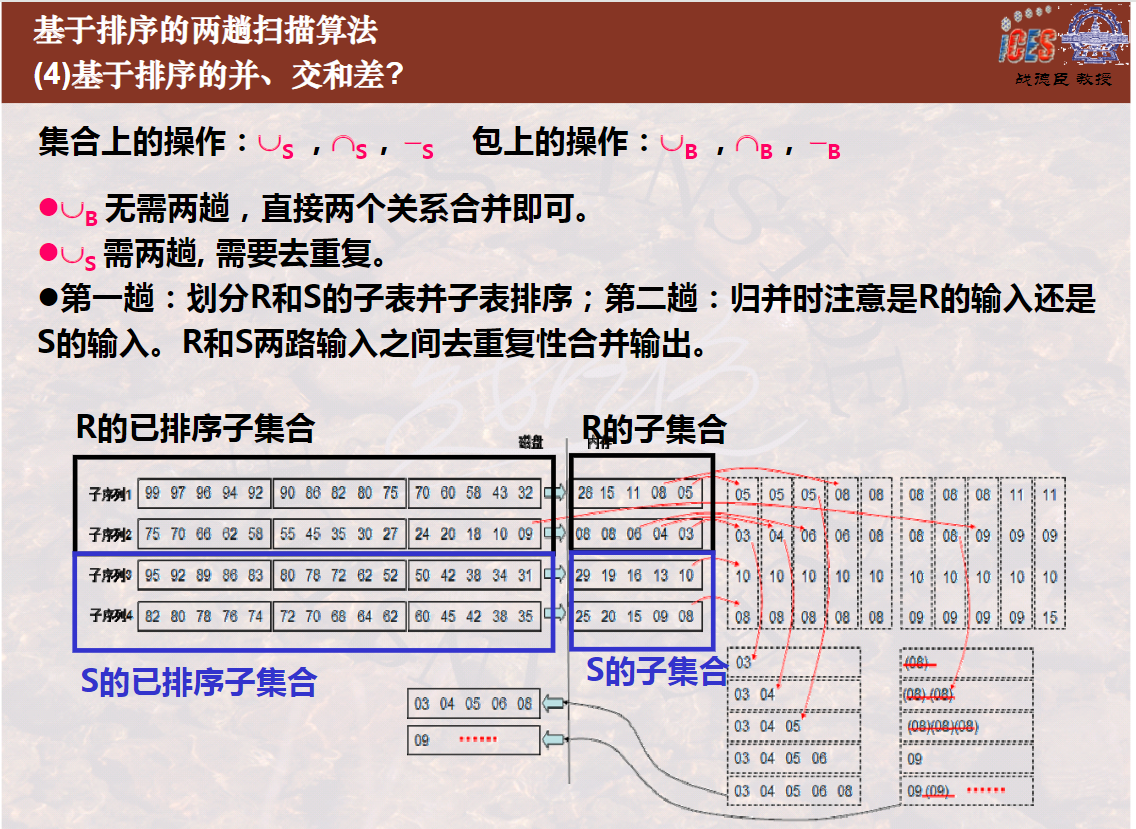 基于排序的两趟扫描算法
(4)基于排序的并、交和差?
iCES
战德臣 教授
集合上的操作：∪S ，∩S ，—S 包上的操作：∪B ，∩B ，—B
●∪B 无需两趟，直接两个关系合并即可。
●∪S 需两趟, 需要去重复。
●第一趟：划分R和S的子表并子表排序；第二趟：归并时注意是R的输入还是
S的输入。R和S两路输入之间去重复性合并输出。
R的已排序子集合 R的子集合
磁盘 内存
子序列1 99 97 96 94 92 90 86 82 80 75 70 60 58 43 32 28 15 11 08 05 05 05 05 08 08 08 08 08 11 11
子序列2 75 70 66 62 58 55 45 35 30 27 24 20 18 10 09 08 08 06 04 03 03 04 06 06 08 08 08 09 09 09
子序列3 95 92 89 86 83 80 78 72 62 52 50 42 38 34 31 29 19 16 13 10 10 10 10 10 10 10 10 10 10 10
子序列4 82 80 78 76 74 72 70 68 64 62 60 45 42 38 35 25 20 15 09 08 08 08 08 08 08 09 09 09 09 15
S的已排序子集合 S的子集合
03 (08)
03 04 (08) (08)
03 04 05 06 08
03 04 05 (08)(08)(08)
09 ......
03 04 05 06 09
03 04 05 06 08 09 (09) ......